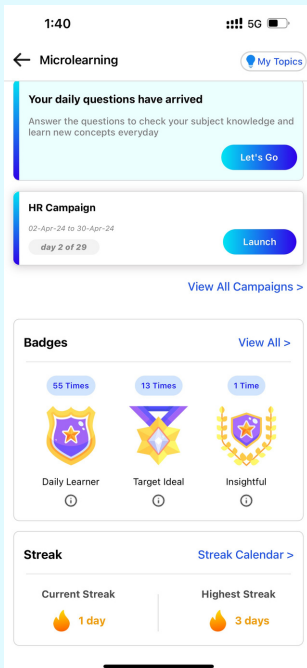 1:40
5G
Microlearning
My Topics
Your daily questions have arrived
Answer the questions to check your subject knowledge and
learn new concepts everyday
Let's Go
HR Campaign
02-Apr-24 to 30-Apr-24
day 2 of 29
Launch
View All Campaigns >
Badges
View All >
55 Times
13 Times
1 Time
Daily Learner
Target Ideal
Insightful
Streak
Streak Calendar >
Current Streak
Highest Streak
1 day
3 days